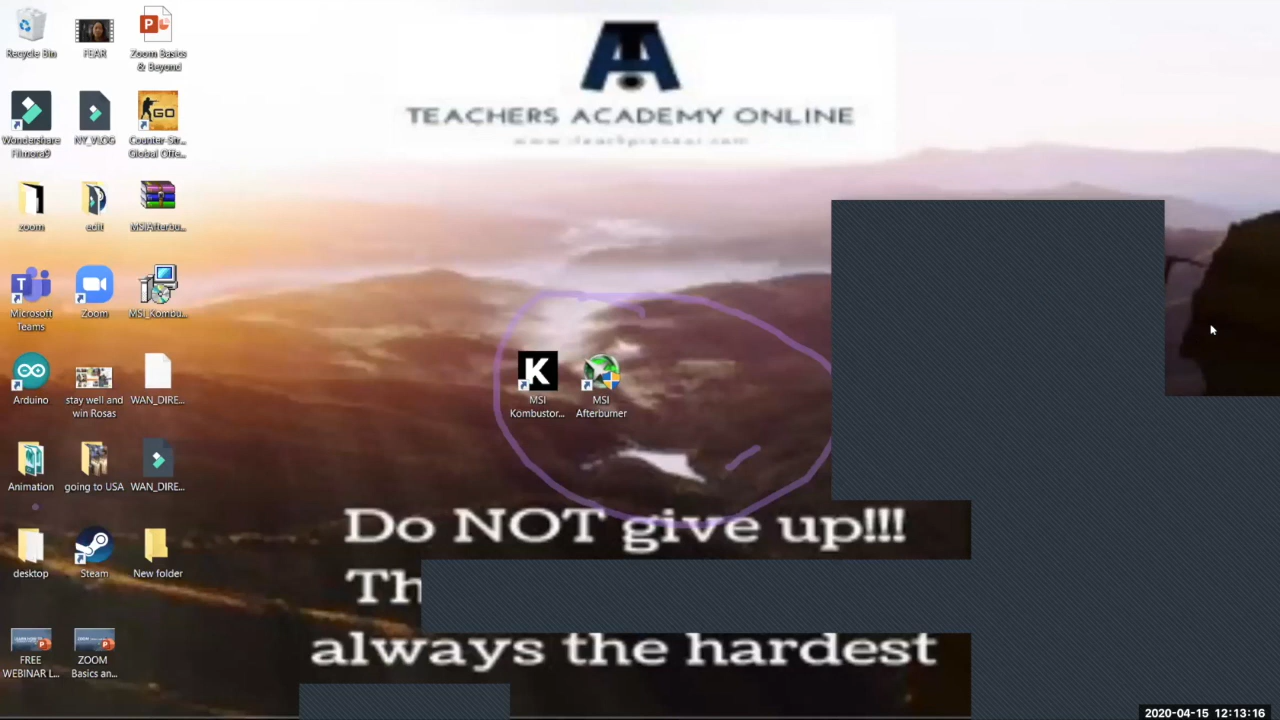 TEACHERS ACADEMY ONLINE
Recycle Bin
FEAR
Zoom Basics
& Beyond
Wondershare
Filmora9
NY_VLOG
Counter-Str...
Global Offe...
GO
zoom
edit
MSIAfterbu...
Microsoft
Teams
Zoom
MSI_Kombu...
Arduino
stay well and
win Rosas
WAN_DIRE...
Animation
going to USA
WAN_DIRE...
desktop
Steam
New folder
FREE
WEBINAR L...
ZOOM
Basics an...
K
MSI
Kombustor...
MSI
Afterburner
Do NOT give up!!!
Th
always the hardest
2020-04-15 12:13:16